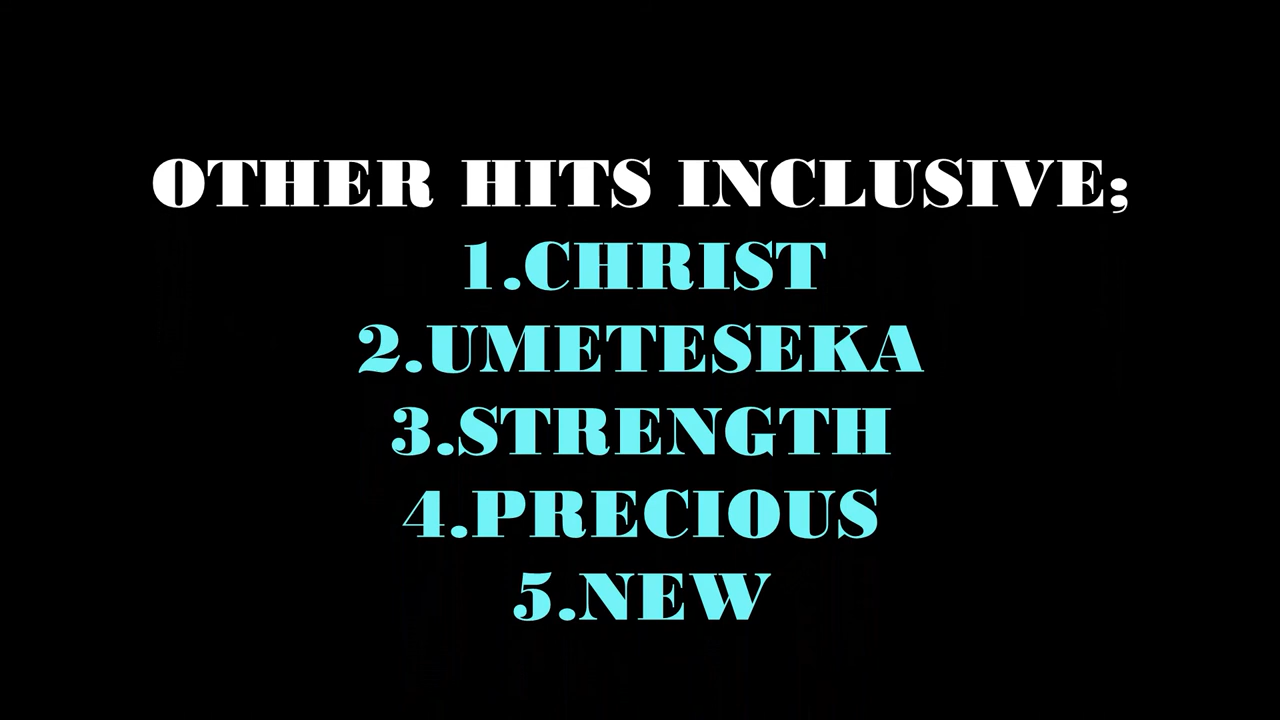 OTHER HITS INCLUSIVE;
1.CHRIST
2.UMETESEKA
3.STRENGTH
4.PRECIOUS
5.NEW